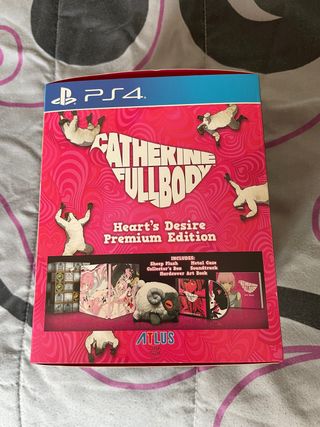 PS4
CATHERINE
FULLBODY
Heart's Desire
Premium Edition
INCLUDES:
Sheep Plush Metal Case
Collector's Box Soundtrack
Hardcover Art Book
ATLUS